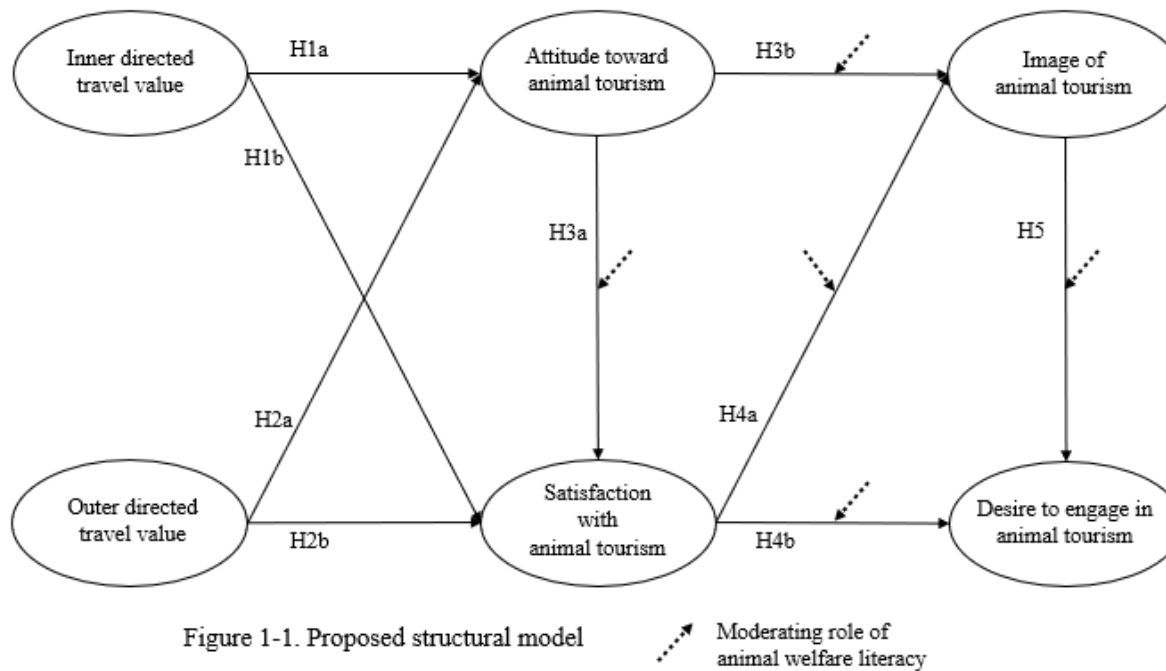 Inner directed
travel value
H1a
Attitude toward
animal tourism
H3b
Image of
animal tourism
H1b
H3a
H5
H2a
H4a
Outer directed
travel value
H2b
Satisfaction
with
animal tourism
H4b
Desire to engage in
animal tourism
Figure 1-1. Proposed structural model
Moderating role of
animal welfare literacy